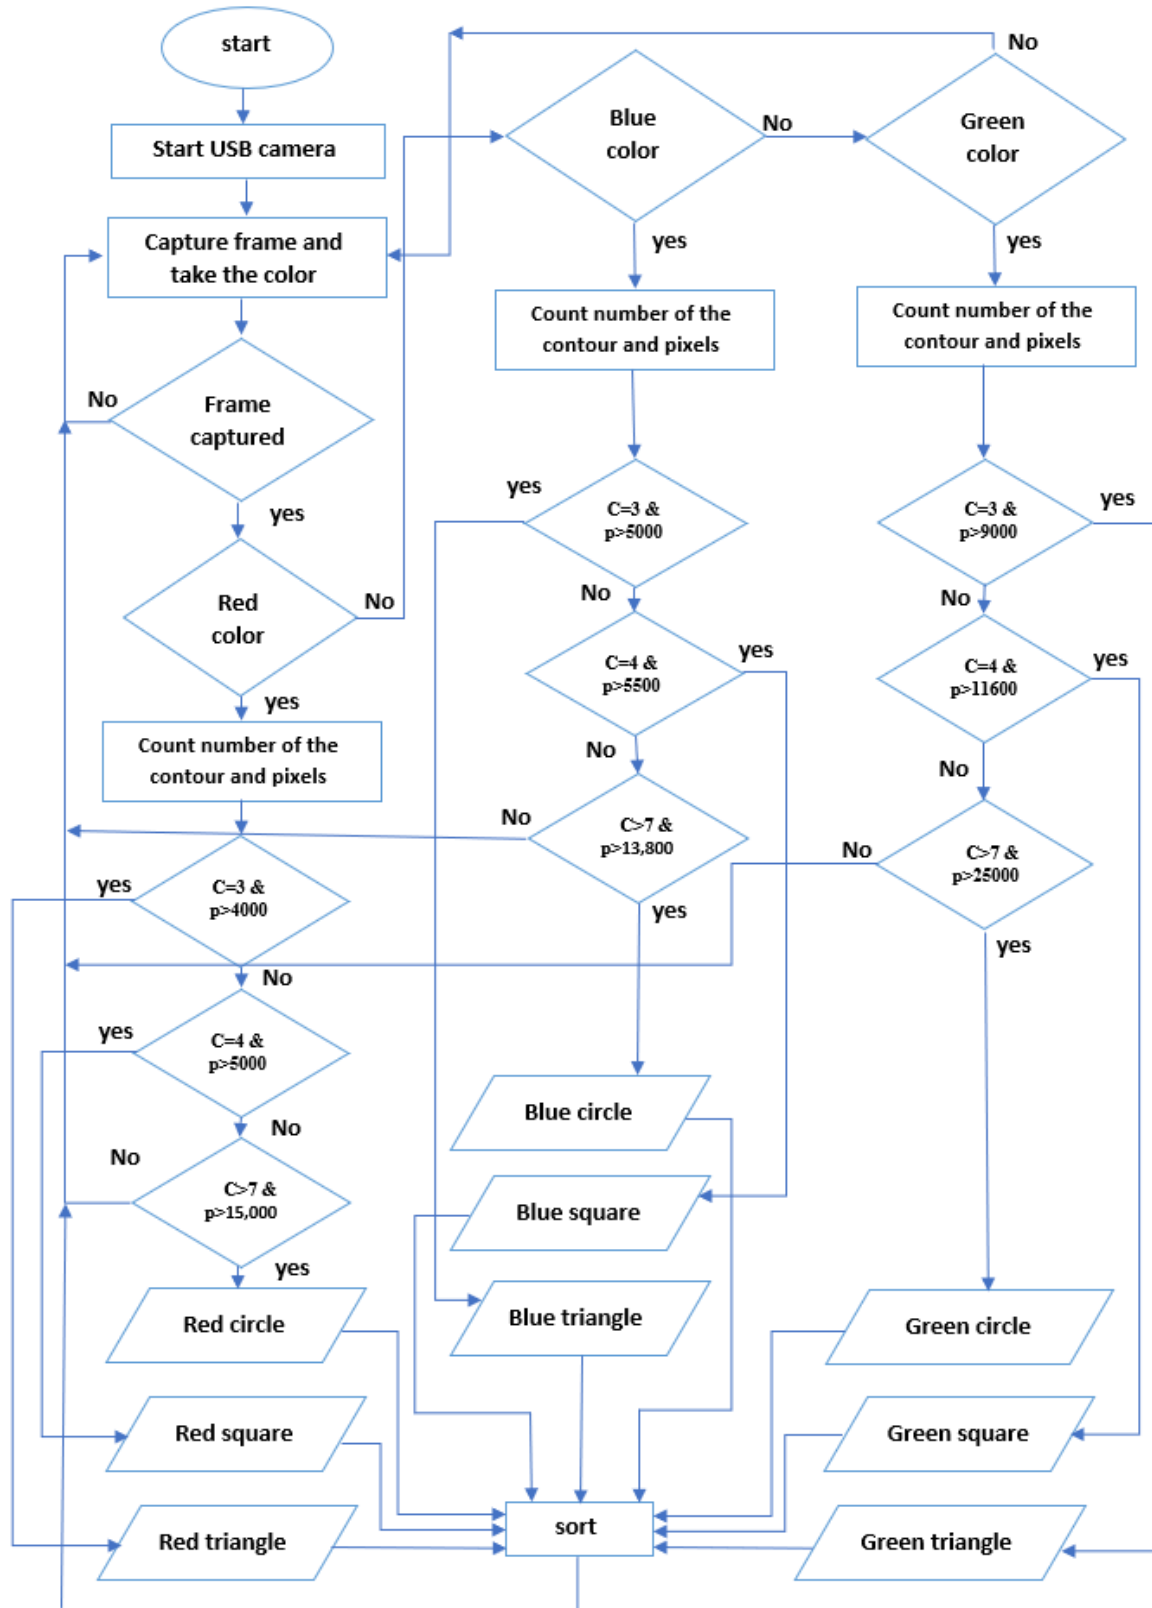 start
Start USB camera
Capture frame and
take the color
Frame
captured
No
yes
Red
color
No
yes
Count number of the
contour and pixels
C=3 &
p>4000
yes
No
C=4 &
p>5000
yes
No
C>7 &
p>15,000
No
yes
Red circle
Red square
Red triangle
Blue
color
No
yes
Count number of the
contour and pixels
C=3 &
p>5000
yes
No
C=4 &
p>5500
yes
No
C>7 &
p>13,800
No
yes
Blue circle
Blue square
Blue triangle
sort
Green
color
No
yes
Count number of the
contour and pixels
C=3 &
p>9000
yes
No
C=4 &
p>11600
yes
No
C>7 &
p>25000
No
yes
Green circle
Green square
Green triangle